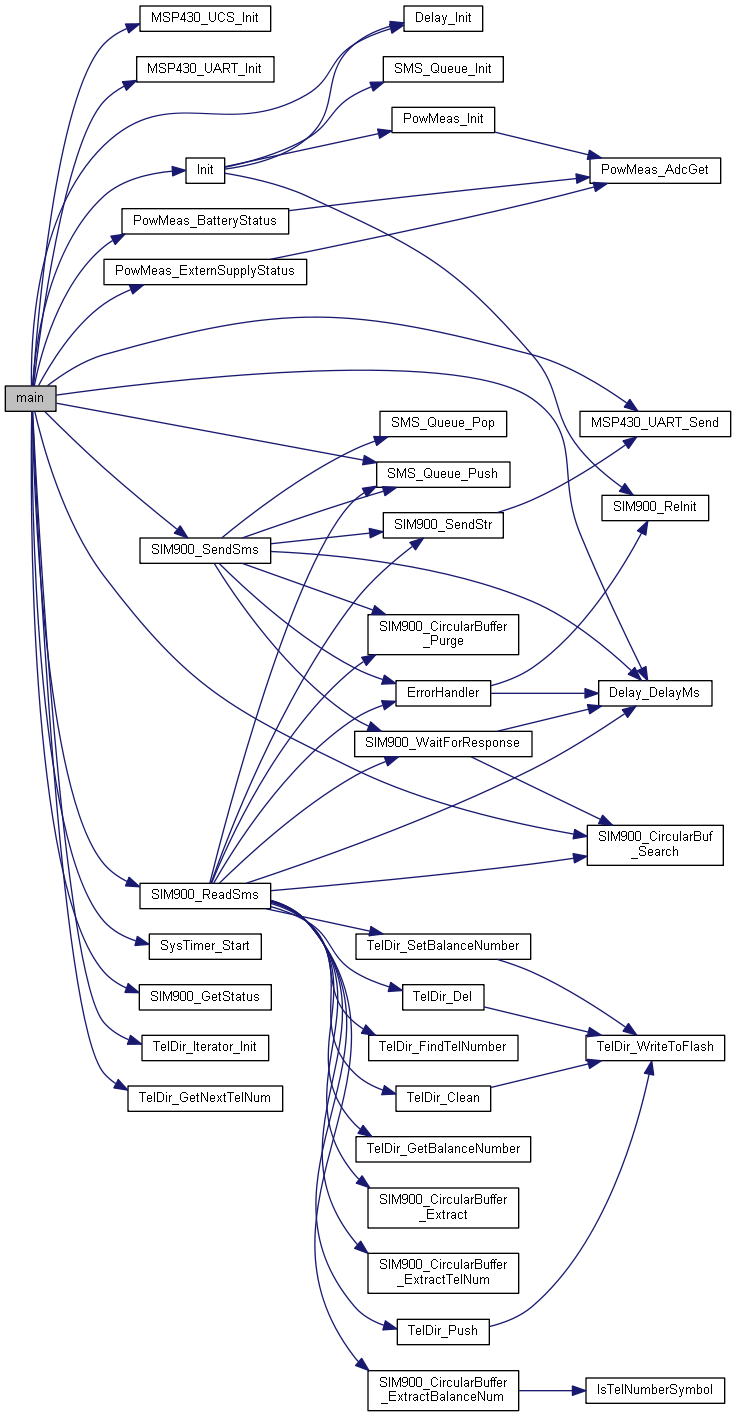 MSP430_UCS_Init
Delay_Init
MSP430_UART_Init
SMS_Queue_Init
PowMeas_Init
Init
PowMeas_AdcGet
PowMeas_BatteryStatus
PowMeas_ExternSupplyStatus
main
SMS_Queue_Pop
MSP430_UART_Send
SMS_Queue_Push
SIM900_ReInit
SIM900_SendStr
SIM900_SendSms
SIM900_CircularBuffer
_Purge
ErrorHandler
Delay_DelayMs
SIM900_WaitForResponse
SIM900_CircularBuf
_Search
SIM900_ReadSms
SysTimer_Start
TelDir_SetBalanceNumber
SIM900_GetStatus
TelDir_Del
TelDir_Iterator_Init
TelDir_FindTelNumber
TelDir_WriteToFlash
TelDir_GetNextTelNum
TelDir_Clean
TelDir_GetBalanceNumber
SIM900_CircularBuffer
_Extract
SIM900_CircularBuffer
_ExtractTelNum
TelDir_Push
SIM900_CircularBuffer
_ExtractBalanceNum
IsTelNumberSymbol